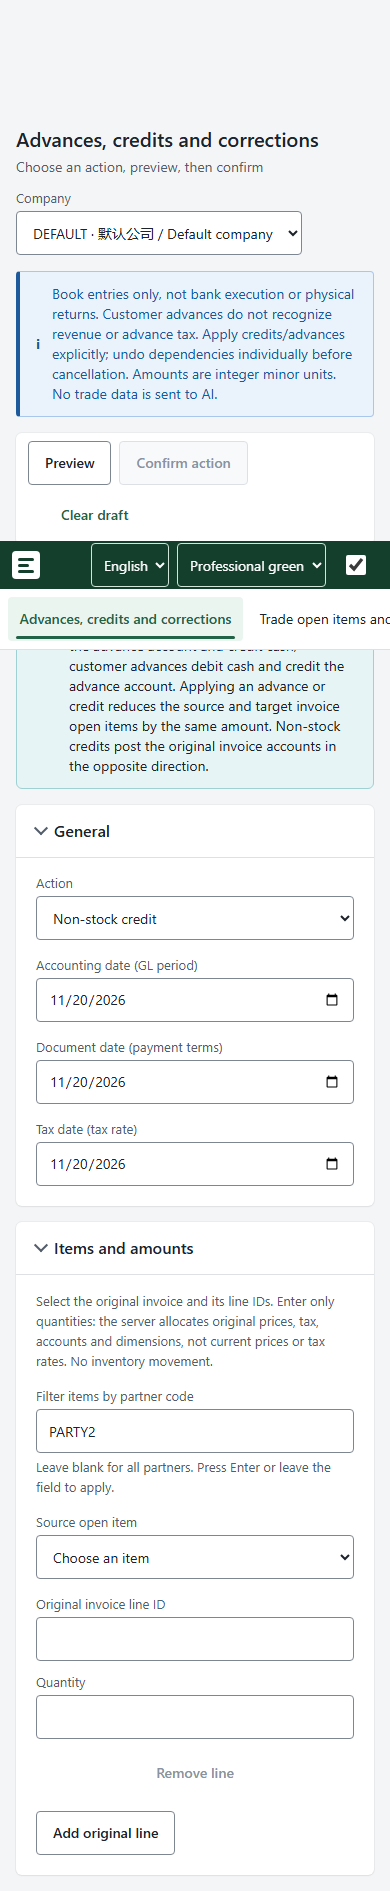 Advances, credits and corrections
Choose an action, preview, then confirm
Company
DEFAULT · 默认公司 / Default company
Book entries only, not bank execution or physical
returns. Customer advances do not recognize
revenue or advance tax. Apply credits/advances
explicitly; undo dependencies individually before
cancellation. Amounts are integer minor units.
No trade data is sent to AI.
Preview
Confirm action
Clear draft
English
Professional green
Advances, credits and corrections
Trade open items and
customer advances debit cash and credit the
advance account. Applying an advance or
credit reduces the source and target invoice
open items by the same amount. Non-stock
credits post the original invoice accounts in
the opposite direction.
General
Action
Non-stock credit
Accounting date (GL period)
11/20/2026
Document date (payment terms)
11/20/2026
Tax date (tax rate)
11/20/2026
Items and amounts
Select the original invoice and its line IDs. Enter only
quantities: the server allocates original prices, tax,
accounts and dimensions, not current prices or tax
rates. No inventory movement.
Filter items by partner code
PARTY2
Leave blank for all partners. Press Enter or leave the
field to apply.
Source open item
Choose an item
Original invoice line ID
Quantity
Remove line
Add original line